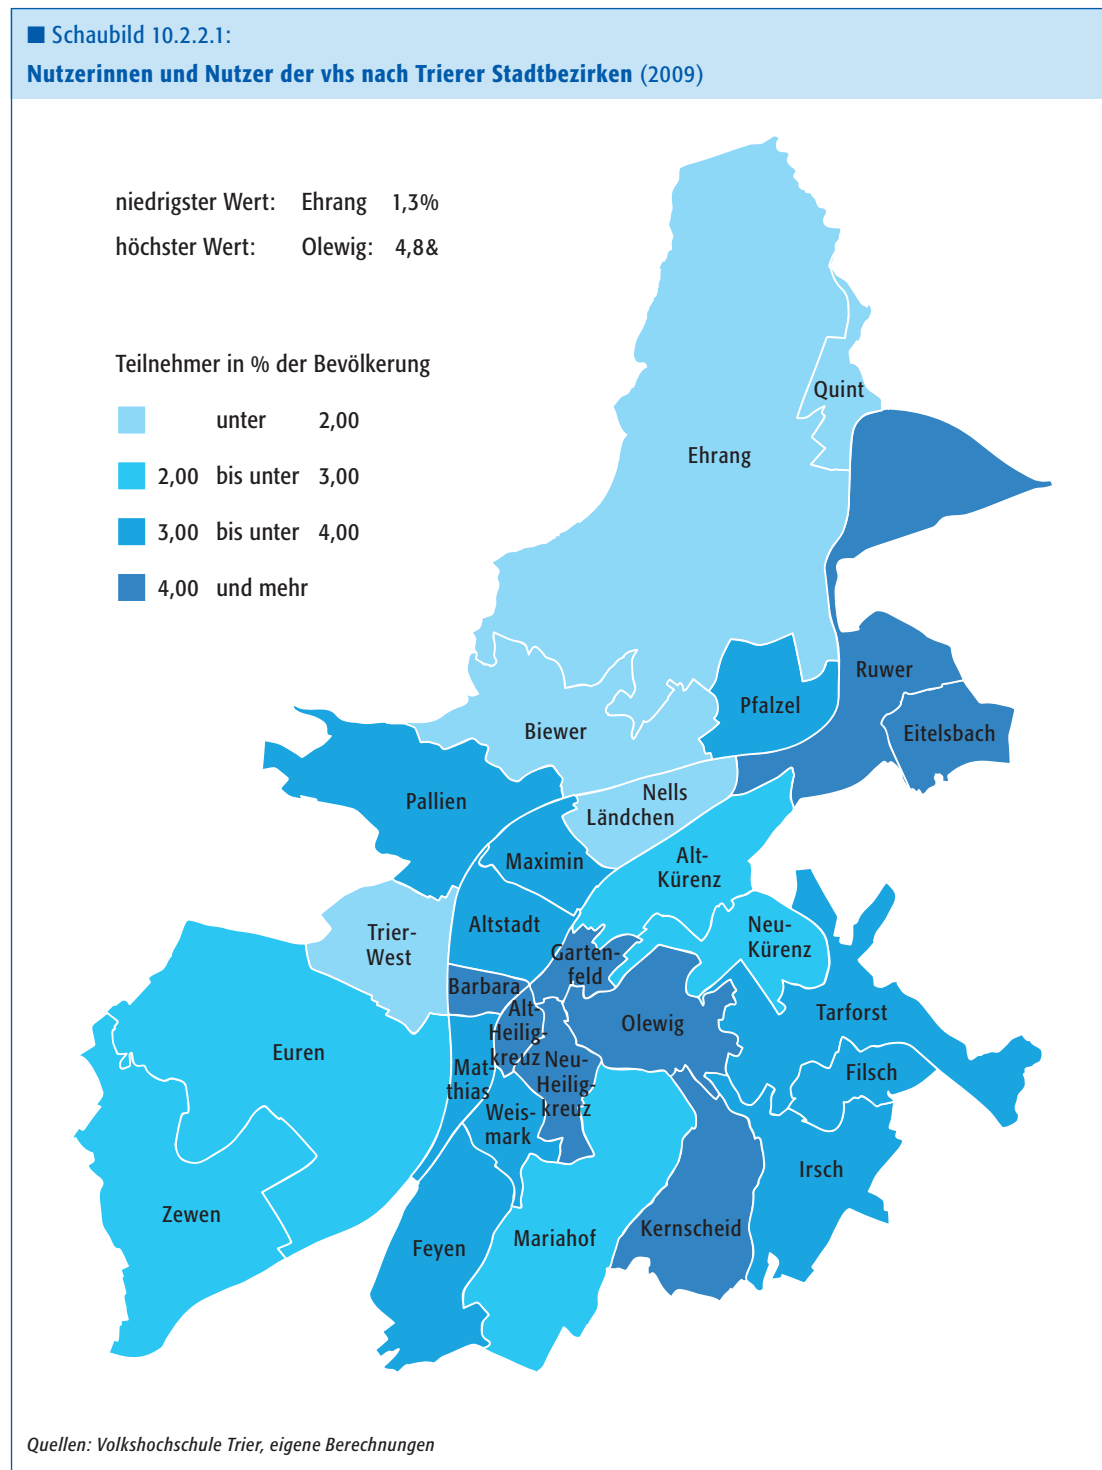 Schaubild 10.2.2.1:
Nutzerinnen und Nutzer der vhs nach Trierer Stadtbezirken (2009)
niedrigster Wert: Ehrang 1,3%
höchster Wert: Olewig: 4,8&
Teilnehmer in % der Bevölkerung
unter 2,00
2,00 bis unter 3,00
3,00 bis unter 4,00
4,00 und mehr
Quint
Ehrang
Ruwer
Pfalzel
Eitelsbach
Biewer
Nells
Ländchen
Pallien
Maximin
Alt-
Kürenz
Altstadt
Neu-
Kürenz
Trier-
West
Garten-
feld
Barbara
Alt-
Heilig-
kreuz
Olewig
Tarforst
Euren
Mat-
thias
Neu-
Heilig-
kreuz
Filsch
Weis-
mark
Irsch
Zewen
Feyen
Mariahof
Kernscheid
Quellen: Volkshochschule Trier, eigene Berechnungen